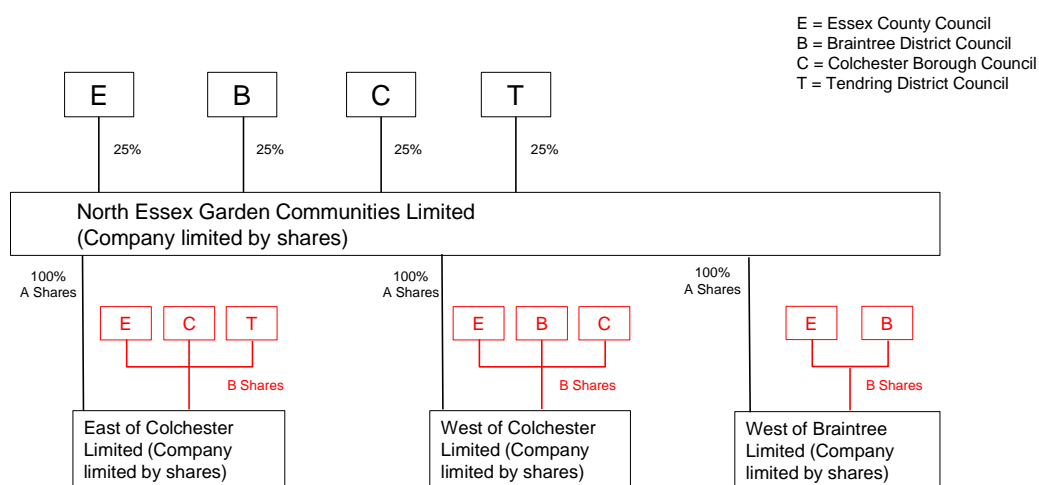 E = Essex County Council
B = Braintree District Council
C = Colchester Borough Council
T = Tendring District Council
E
B
C
T
25%
25%
25%
25%
North Essex Garden Communities Limited
(Company limited by shares)
100%
A Shares
100%
A Shares
100%
A Shares
E
C
T
E
B
C
E
B
B Shares
B Shares
B Shares
East of Colchester
Limited (Company
limited by shares)
West of Colchester
Limited (Company
limited by shares)
West of Braintree
Limited (Company
limited by shares)